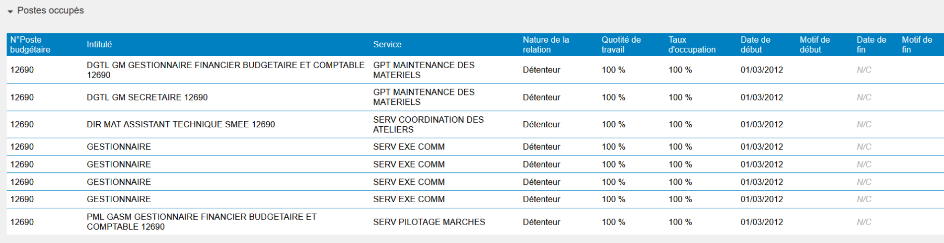 Postes occupés
N°Poste budgétaire Intitulé Service Nature de la relation Quotité de travail Taux d'occupation Date de début Motif de début Date de fin Motif de fin
12690 DGTL GM GESTIONNAIRE FINANCIER BUDGETAIRE ET COMPTABLE 12690 GPT MAINTENANCE DES MATERIELS Détenteur 100 % 100 % 01/03/2012 N/C
12690 DGTL GM SECRETAIRE 12690 GPT MAINTENANCE DES MATERIELS Détenteur 100 % 100 % 01/03/2012 N/C
12690 DIR MAT ASSISTANT TECHNIQUE SMEE 12690 SERV COORDINATION DES ATELIERS Détenteur 100 % 100 % 01/03/2012 N/C
12690 GESTIONNAIRE SERV EXE COMM Détenteur 100 % 100 % 01/03/2012 N/C
12690 GESTIONNAIRE SERV EXE COMM Détenteur 100 % 100 % 01/03/2012 N/C
12690 GESTIONNAIRE SERV EXE COMM Détenteur 100 % 100 % 01/03/2012 N/C
12690 GESTIONNAIRE SERV EXE COMM Détenteur 100 % 100 % 01/03/2012 N/C
12690 PML GASM GESTIONNAIRE FINANCIER BUDGETAIRE ET COMPTABLE 12690 SERV PILOTAGE MARCHES Détenteur 100 % 100 % 01/03/2012 N/C